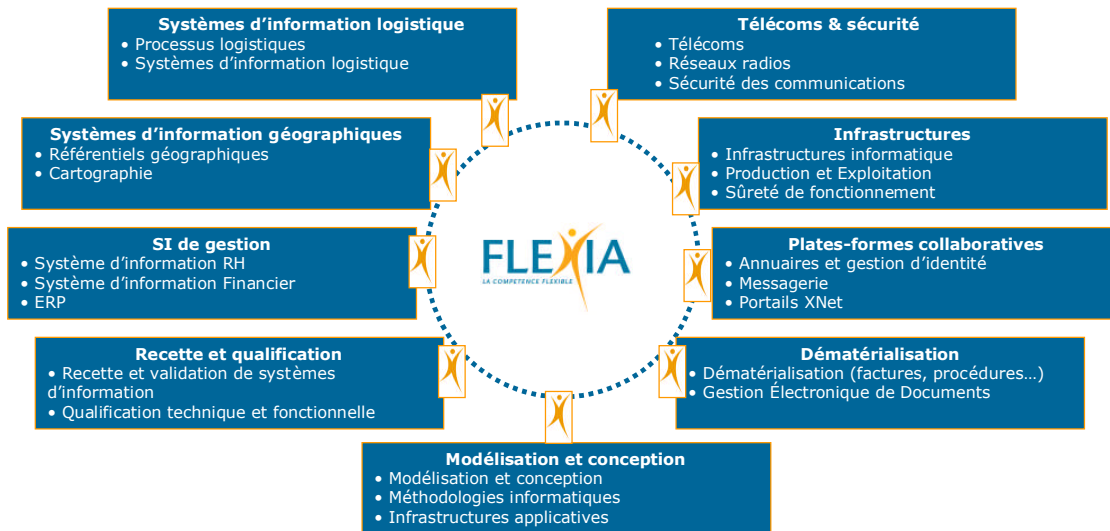 Systèmes d'information logistique
• Processus logistiques
• Systèmes d'information logistique
Télécoms & sécurité
• Télécoms
• Réseaux radios
• Sécurité des communications
Systèmes d'information géographiques
• Référentiels géographiques
• Cartographie
Infrastructures
• Infrastructures informatique
• Production et Exploitation
• Sûreté de fonctionnement
SI de gestion
• Système d'information RH
• Système d'information Financier
• ERP
FLEXIA
LA COMPETENCE FLEXIBLE
Plates-formes collaboratives
• Annuaires et gestion d'identité
• Messagerie
• Portails XNet
Recette et qualification
• Recette et validation de systèmes
d'information
• Qualification technique et fonctionnelle
Dématérialisation
• Dématérialisation (factures, procédures…)
• Gestion Électronique de Documents
Modélisation et conception
• Modélisation et conception
• Méthodologies informatiques
• Infrastructures applicatives